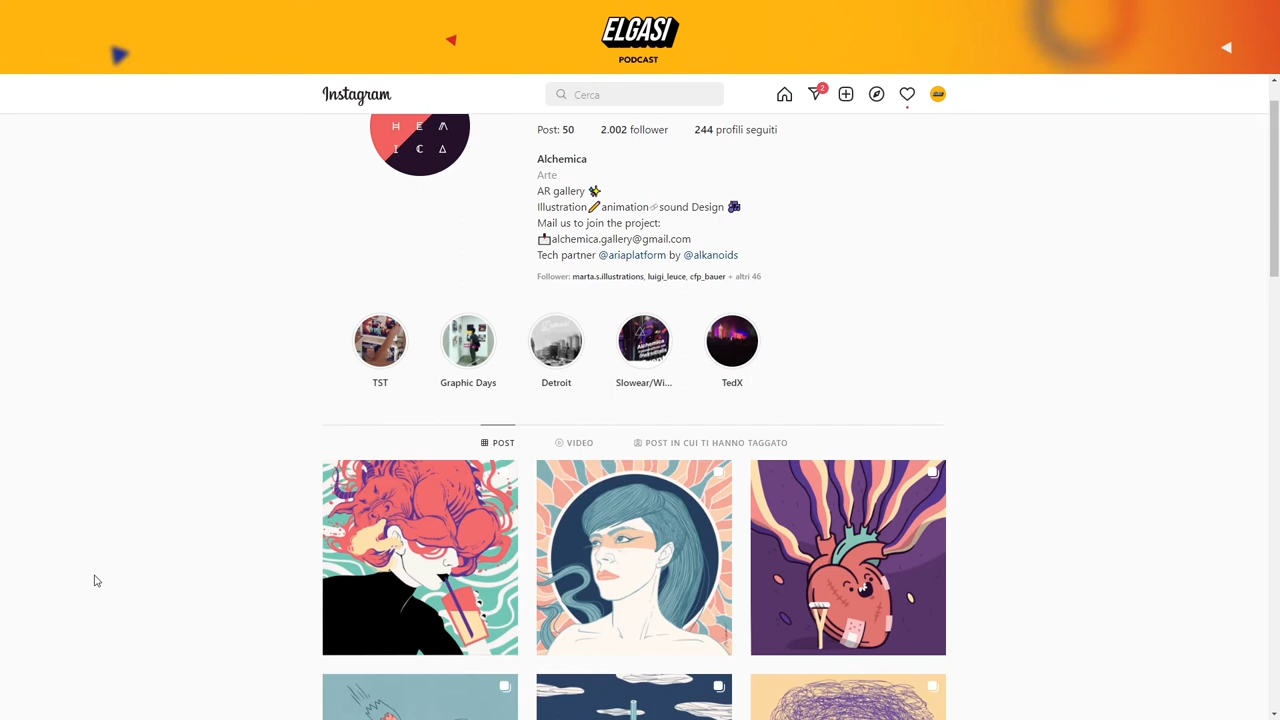 ELGASI
PODCAST
Instagram
Cerca
2
Post: 50 2.002 follower 244 profili seguiti
Alchemica
Arte
AR gallery
Illustration animation sound Design
Mail us to join the project:
alchemica.gallery@gmail.com
Tech partner @ariaplatform by @alkanoids
Follower: marta.s.illustrations, luigi_leuce, cfp_bauer + altri 46
TST
Graphic Days
Detroit
Slowear/Wi...
TedX
POST
VIDEO
POST IN CUI TI HANNO TAGGATO